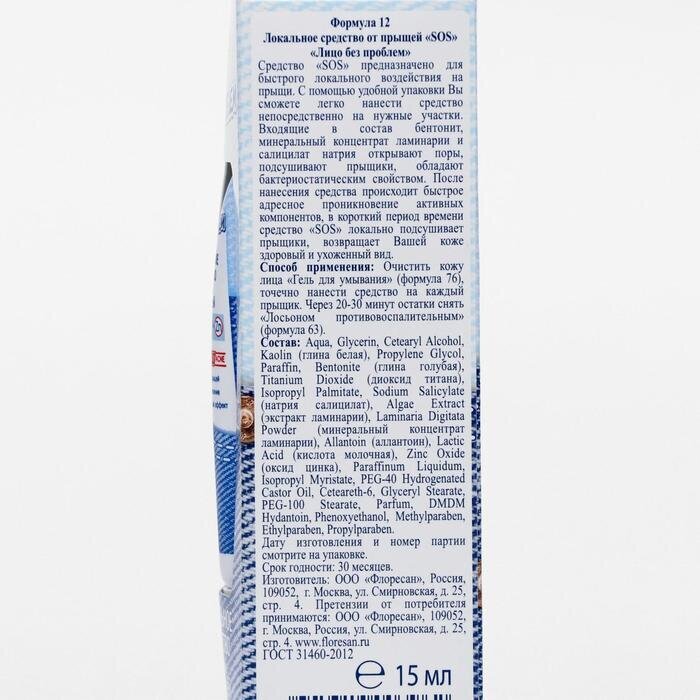 Формула 12
Локальное средство от прыщей «SOS»
«Лицо без проблем»
Средство «SOS» предназначено для
быстрого локального воздействия на
прыщи. С помощью удобной упаковки Вы
сможете легко нанести средство
непосредственно на нужные участки.
Входящие в состав бентонит,
минеральный концентрат ламинарии и
салицилат натрия открывают поры,
подсушивают прыщики, обладают
бактериостатическим свойством. После
нанесения средства происходит быстрое
адресное проникновение активных
компонентов, в короткий период времени
средство «SOS» локально подсушивает
прыщики, возвращает Вашей коже
здоровый и ухоженный вид.
Способ применения: Очистить кожу
лица «Гель для умывания» (формула 76),
точечно нанести средство на каждый
прыщик. Через 20-30 минут остатки снять
«Лосьоном противовоспалительным»
(формула 63).
Состав: Aqua, Glycerin, Cetearyl Alcohol,
Kaolin (глина белая), Propylene Glycol,
Paraffin, Bentonite (глина голубая),
Titanium Dioxide (диоксид титана),
Isopropyl Palmitate, Sodium Salicylate
(натрия салицилат), Algae Extract
(экстракт ламинарии), Laminaria Digitata
Powder (минеральный концентрат
ламинарии), Allantoin (аллантоин), Lactic
Acid (кислота молочная), Zinc Oxide
(оксид цинка), Paraffinum Liquidum,
Isopropyl Myristate, PEG-40 Hydrogenated
Castor Oil, Ceteareth-6, Glyceryl Stearate,
PEG-100 Stearate, Parfum, DMDM
Hydantoin, Phenoxyethanol, Methylparaben,
Ethylparaben, Propylparaben.
Дату изготовления и номер партии
смотрите на упаковке.
Срок годности: 30 месяцев.
Изготовитель: ООО «Флоресан», Россия,
109052, г. Москва, ул. Смирновская, д. 25,
стр. 4. Претензии от потребителя
принимаются: ООО «Флоресан», 109052,
г. Москва, Россия, ул. Смирновская, д. 25,
стр. 4. www.floresan.com
ГОСТ 31460-2012
℮ 15 мл